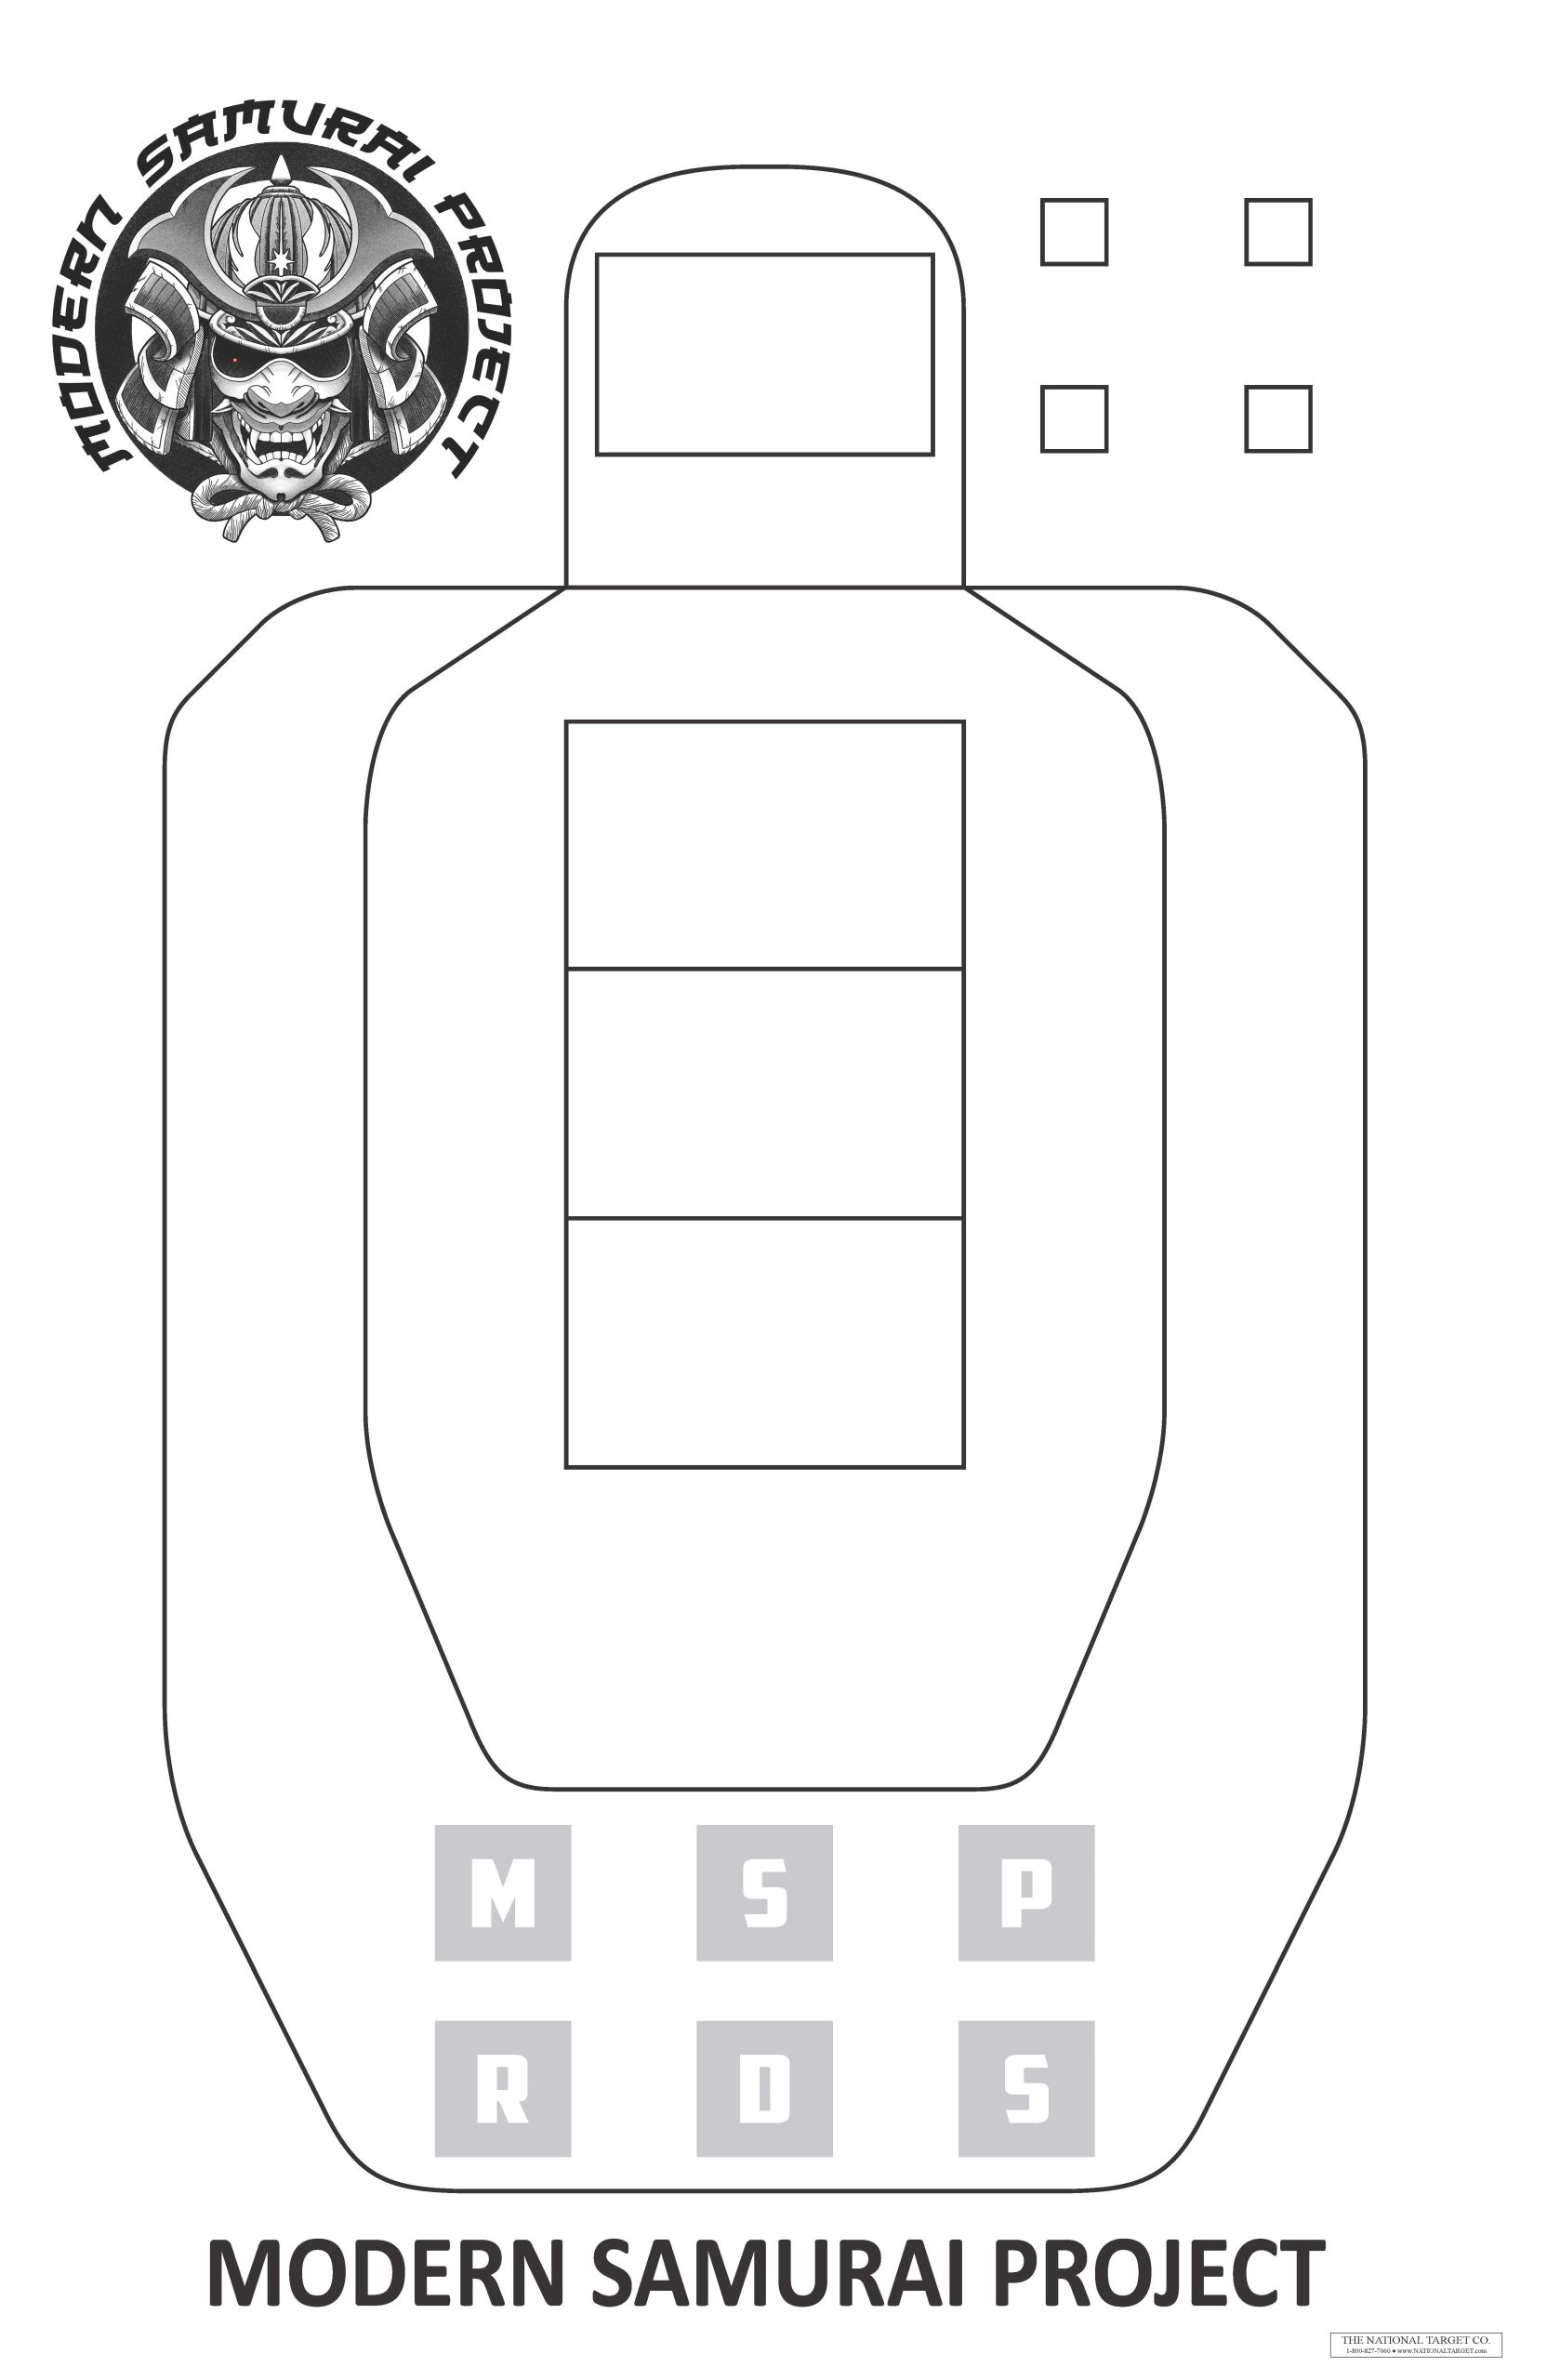 MODERN SAMURAI PROJECT
M S P
R D S
MODERN SAMURAI PROJECT
THE NATIONAL TARGET CO.
1-800-827-7060 ● www.NATIONALTARGET.com